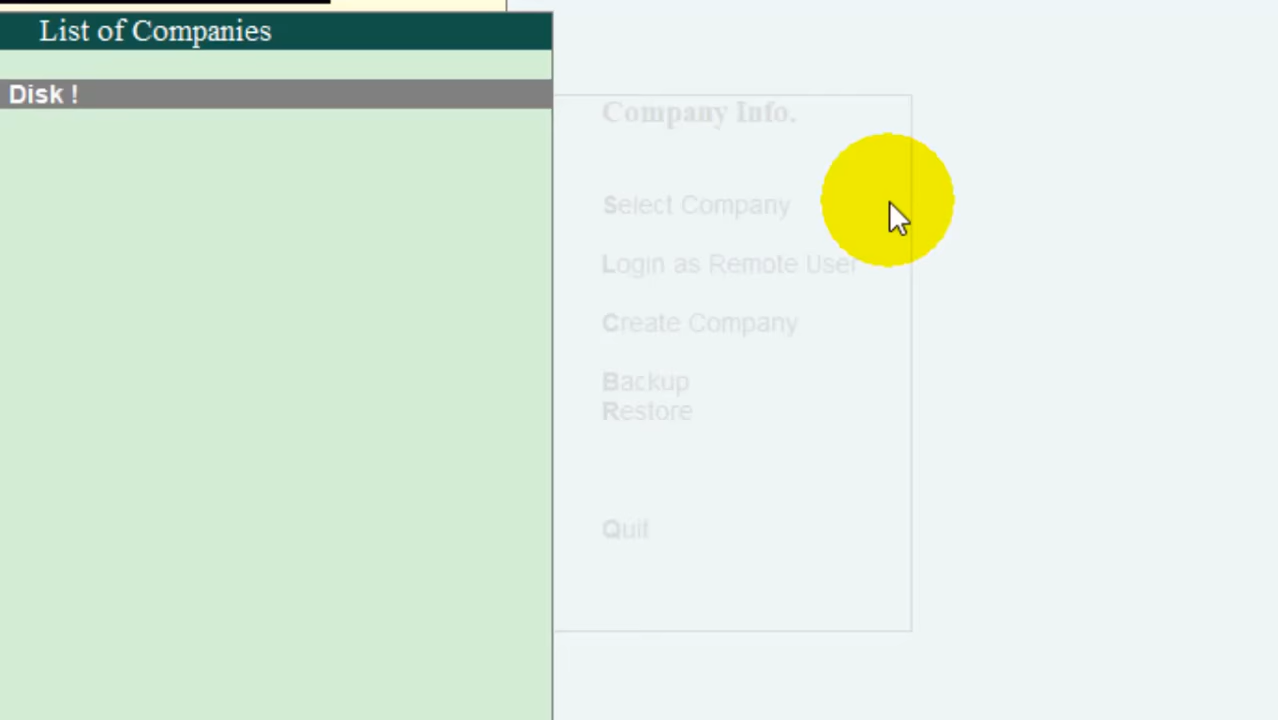 List of Companies
Disk !
Company Info.
Select Company
Login as Remote User
Create Company
Backup
Restore
Quit